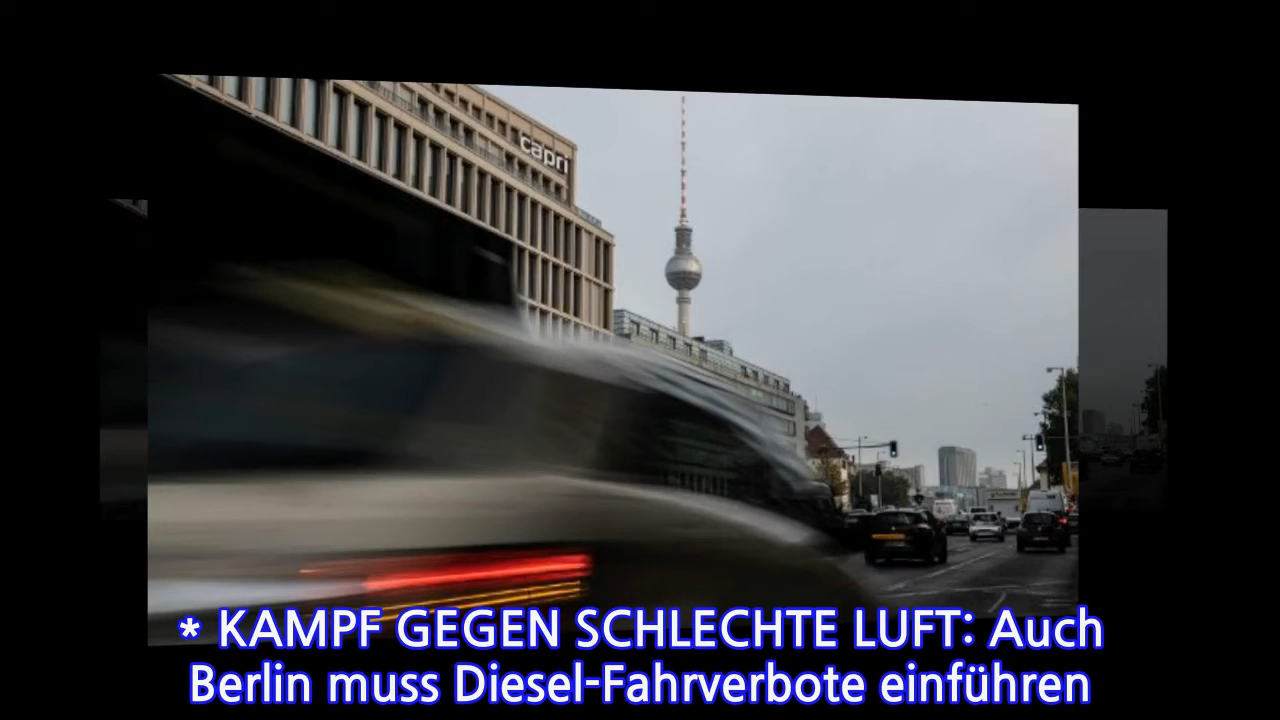 capri
* KAMPF GEGEN SCHLECHTE LUFT: Auch
Berlin muss Diesel-Fahrverbote einführen